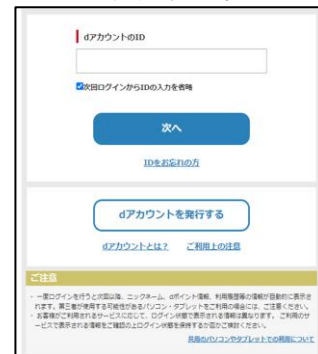 dアカウントのID
次回ログインからIDの入力を省略
次へ
IDをお忘れの方
dアカウントを発行する
dアカウントとは？ ご利用上の注意
ご注意
・ 一度ログインを行うと次回以降、ニックネーム、dポイント情報、利用履歴等の情報が自動的に表示さ
れます。第三者が使用する可能性があるパソコン・タブレットをご利用の場合には、ご注意ください。
・ お客様がご利用されるサービスに応じて、ログイン状態で表示される情報は異なります。 ご利用のサ
ービスで表示される情報をご確認の上ログイン状態を保持するか否かご検討ください。
共用のパソコンやタブレットでの利用について